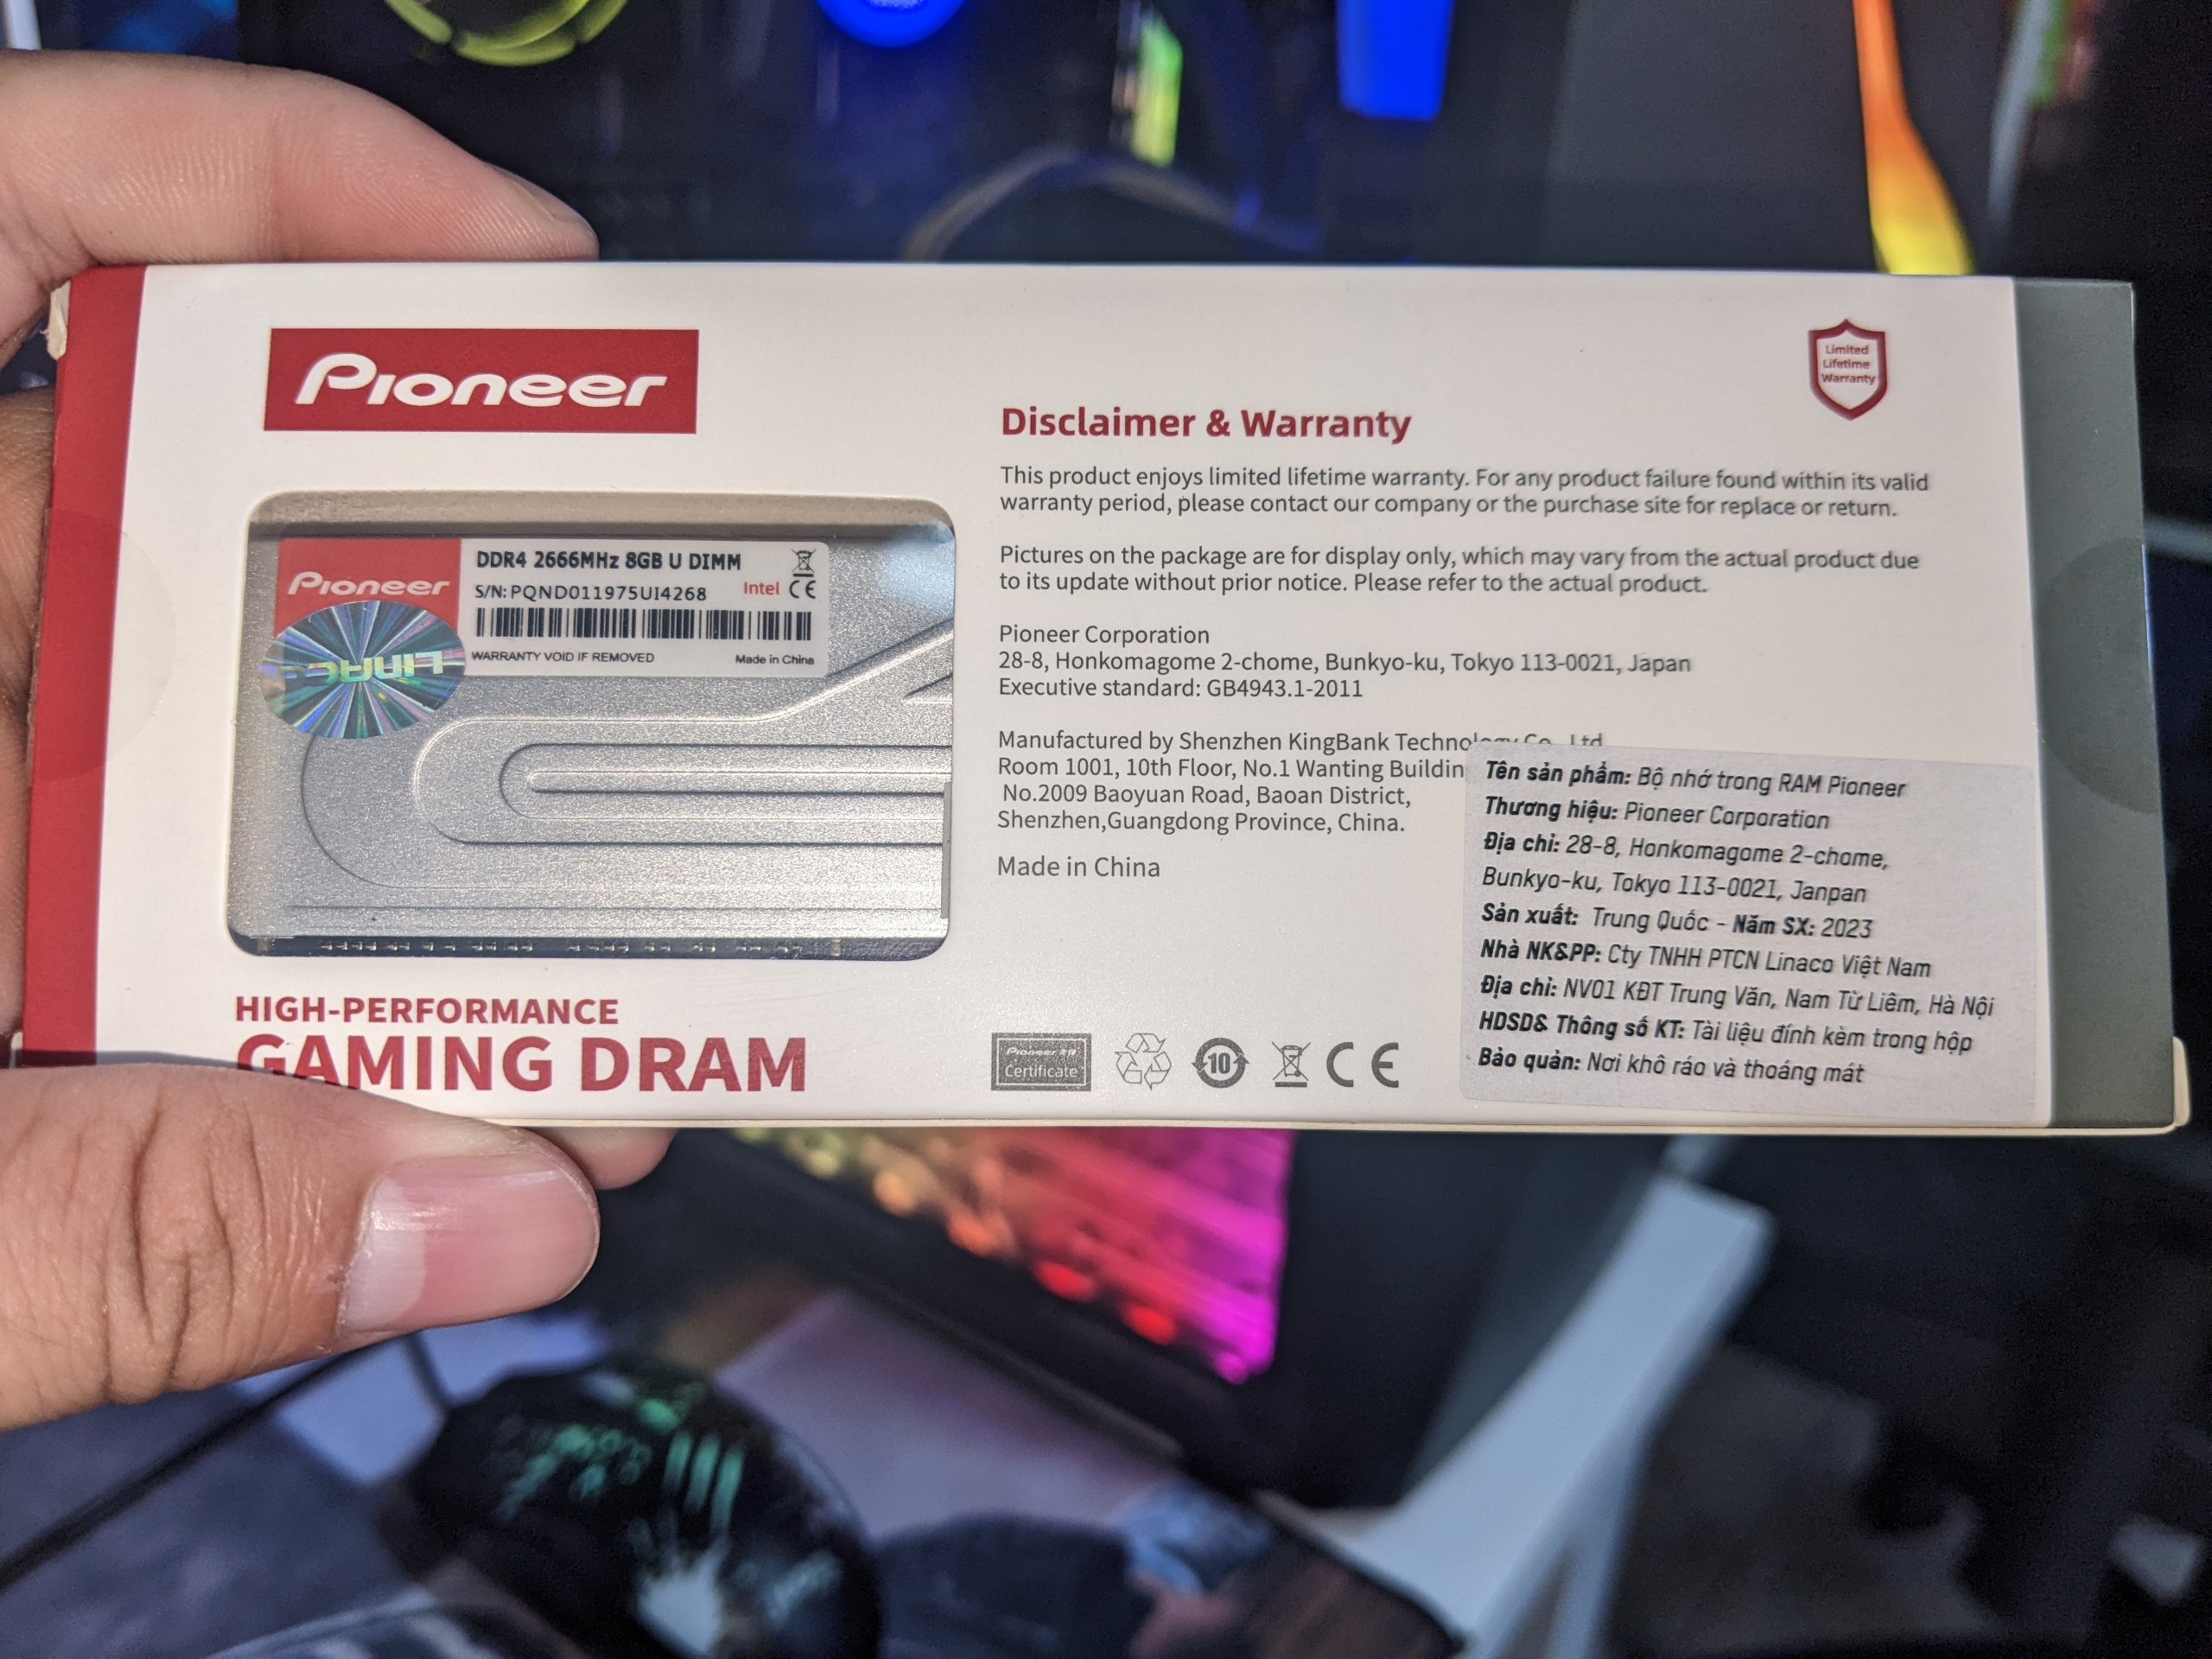 Pioneer
Limited
Lifetime
Warranty
Disclaimer & Warranty
This product enjoys limited lifetime warranty. For any product failure found within its valid
warranty period, please contact our company or the purchase site for replace or return.
Pictures on the package are for display only, which may vary from the actual product due
to its update without prior notice. Please refer to the actual product.
Pioneer Corporation
28-8, Honkomagome 2-chome, Bunkyo-ku, Tokyo 113-0021, Japan
Executive standard: GB4943.1-2011
Manufactured by Shenzhen KingBank Technology Co., Ltd
Room 1001, 10th Floor, No.1 Wanting Buildin
No.2009 Baoyuan Road, Baoan District,
Shenzhen,Guangdong Province, China.
Made in China
Pioneer
DDR4 2666MHz 8GB U DIMM
S/N: PQND011975UI4268
Intel CE
WARRANTY VOID IF REMOVED
Made in China
LINAC
HIGH-PERFORMANCE
GAMING DRAM
Pioneer
Certificate
10
CE
Tên sản phẩm: Bộ nhớ trong RAM Pioneer
Thương hiệu: Pioneer Corporation
Địa chỉ: 28-8, Honkomagome 2-chome,
Bunkyo-ku, Tokyo 113-0021, Janpan
Sản xuất: Trung Quốc - Năm SX: 2023
Nhà NK&PP: Cty TNHH PTCN Linaco Việt Nam
Địa chỉ: NV01 KĐT Trung Văn, Nam Từ Liêm, Hà Nội
HDSD& Thông số KT: Tài liệu đính kèm trong hộp
Bảo quản: Nơi khô ráo và thoáng mát